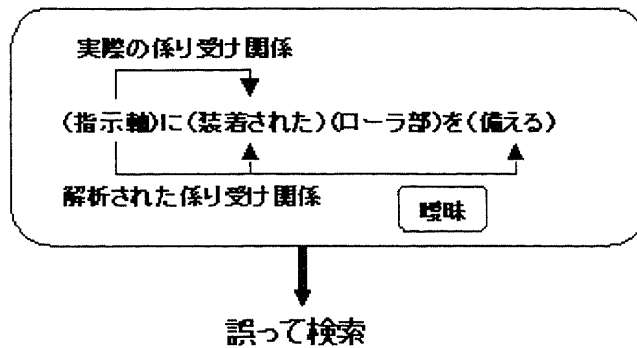 実際の係り受け関係
(指示軸)に(装着された)(ローラ部)を(備える)
解析された係り受け関係
曖昧
誤って検索